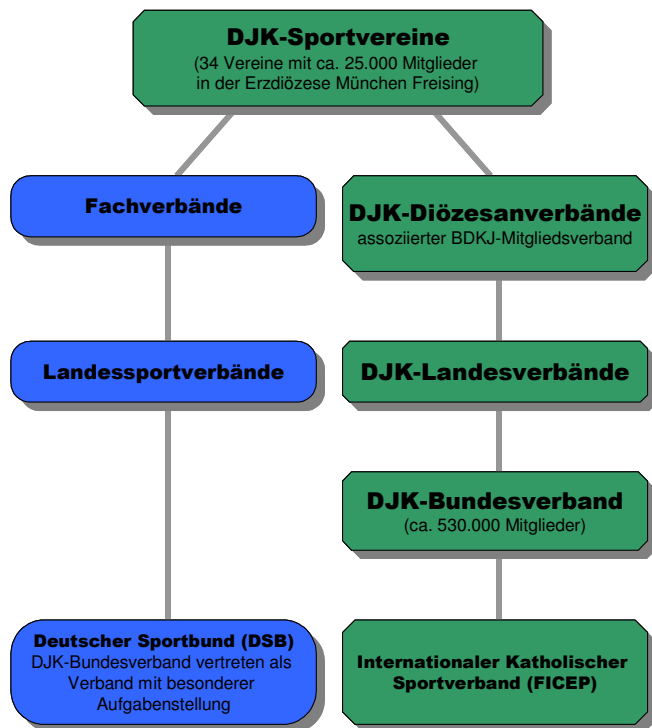 DJK-Sportvereine
(34 Vereine mit ca. 25.000 Mitglieder
in der Erzdiözese München Freising)
Fachverbände
DJK-Diözesanverbände
assoziierter BDKJ-Mitgliedsverband
Landessportverbände
DJK-Landesverbände
DJK-Bundesverband
(ca. 530.000 Mitglieder)
Deutscher Sportbund (DSB)
DJK-Bundesverband vertreten als
Verband mit besonderer
Aufgabenstellung
Internationaler Katholischer
Sportverband (FICEP)